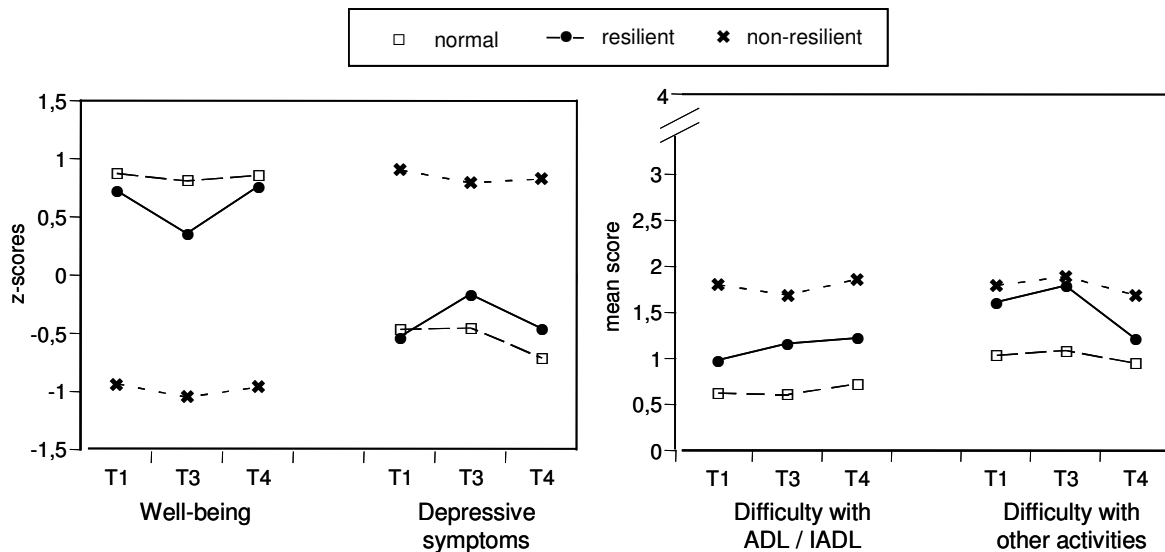 normal resilient non-resilient
z-scores
1,5
1
0,5
0
-0,5
-1
-1,5
T1 T3 T4 T1 T3 T4
Well-being Depressive
symptoms
mean score
4
3
2,5
2
1,5
1
0,5
0
T1 T3 T4 T1 T3 T4
Difficulty with Difficulty with
ADL / IADL other activities